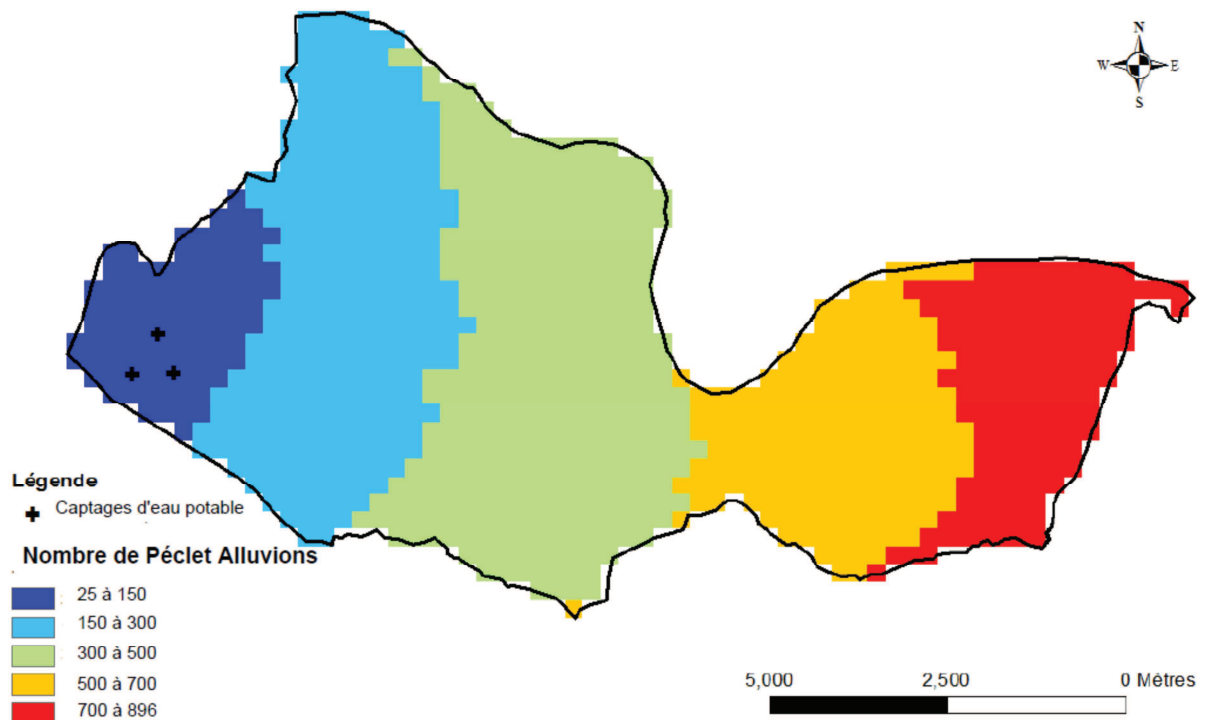 N
W E
S
Légende
Captages d'eau potable
Nombre de Péclet Alluvions
25 à 150
150 à 300
300 à 500
500 à 700
700 à 896
5,000 2,500 0 Mètres